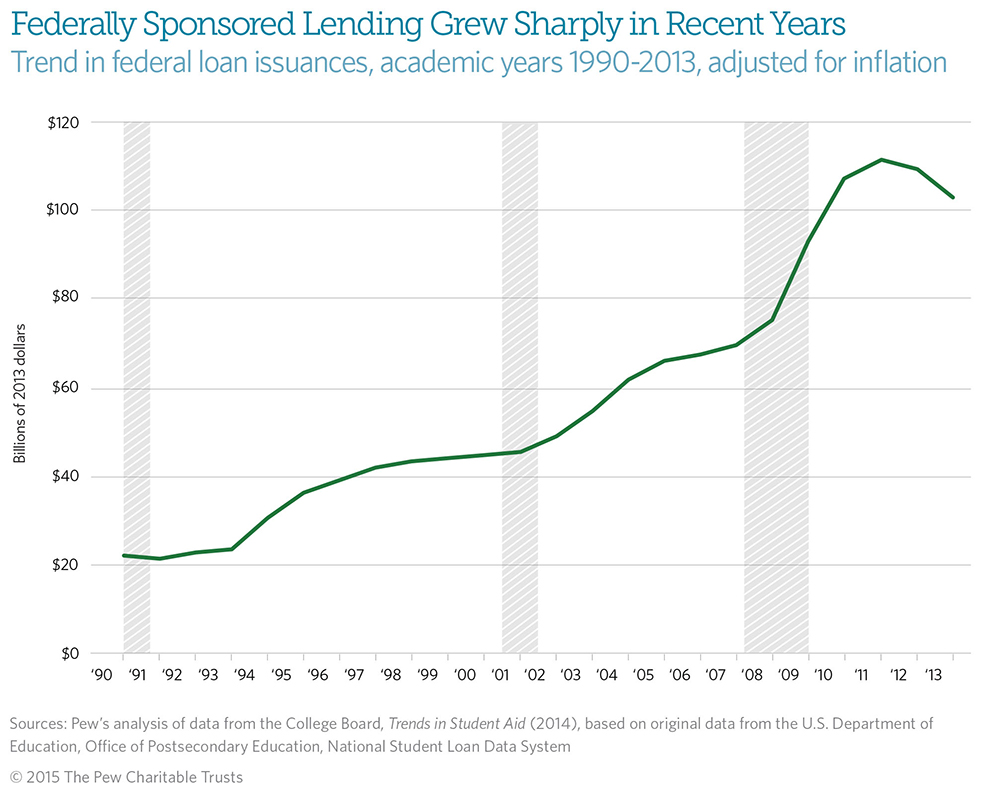 Federally Sponsored Lending Grew Sharply in Recent Years
Trend in federal loan issuances, academic years 1990-2013, adjusted for inflation
$120
$100
$80
$60
$40
$20
$0
Billions of 2013 dollars
‘90 ‘91 ‘92 ‘93 ‘94 ‘95 ‘96 ‘97 ‘98 ‘99 ‘00 ‘01 ‘02 ‘03 ‘04 ‘05 ‘06 ‘07 ‘08 ‘09 ‘10 ‘11 ‘12 ‘13
Sources: Pew’s analysis of data from the College Board, Trends in Student Aid (2014), based on original data from the U.S. Department of
Education, Office of Postsecondary Education, National Student Loan Data System
© 2015 The Pew Charitable Trusts